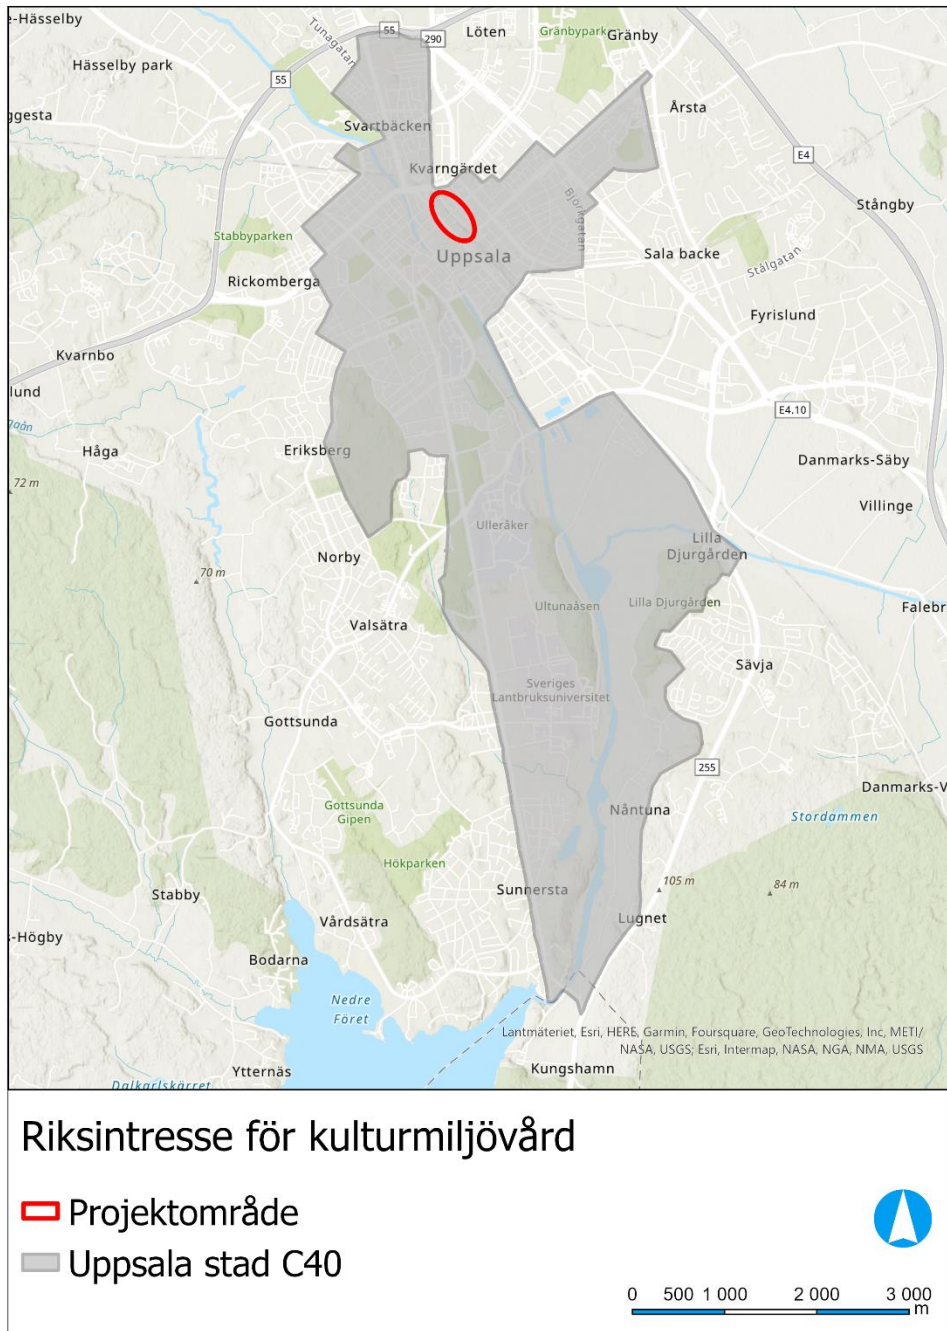 e-Hässelby
Tunagatan
55
290
Löten
Gränbypark
Gränby
Hässelby park
55
Årsta
ggesta
Svartbäcken
E4
Kvarngärdet
Björkgatan
Stångby
Stabbyparken
Uppsala
Sala backe
Stålgatan
Rickomberga
Fyrislund
Kvarnbo
lund
E4.10
gaån
Håga
Eriksberg
Danmarks-Säby
72 m
Villinge
Ulleråker
Lilla
Djurgården
Norby
70 m
Ultunaåsen
Lilla Djurgården
Falebr
Valsätra
Sävja
Sveriges
Lantbruksuniversitet
Gottsunda
255
Danmarks-V
Gottsunda
Gipen
Nåntuna
Stordammen
Hökparken
Stabby
Sunnersta
105 m
84 m
Vårdsätra
Lugnet
s-Högby
Bodarna
Nedre
Föret
Lantmäteriet, Esri, HERE, Garmin, Foursquare, GeoTechnologies, Inc, METI/
NASA, USGS; Esri, Intermap, NASA, NGA, NMA, USGS
Ytternäs
Kungshamn
Dalkarlskärret
Riksintresse för kulturmiljövård
Projektområde
Uppsala stad C40
0 500 1 000 2 000 3 000
m